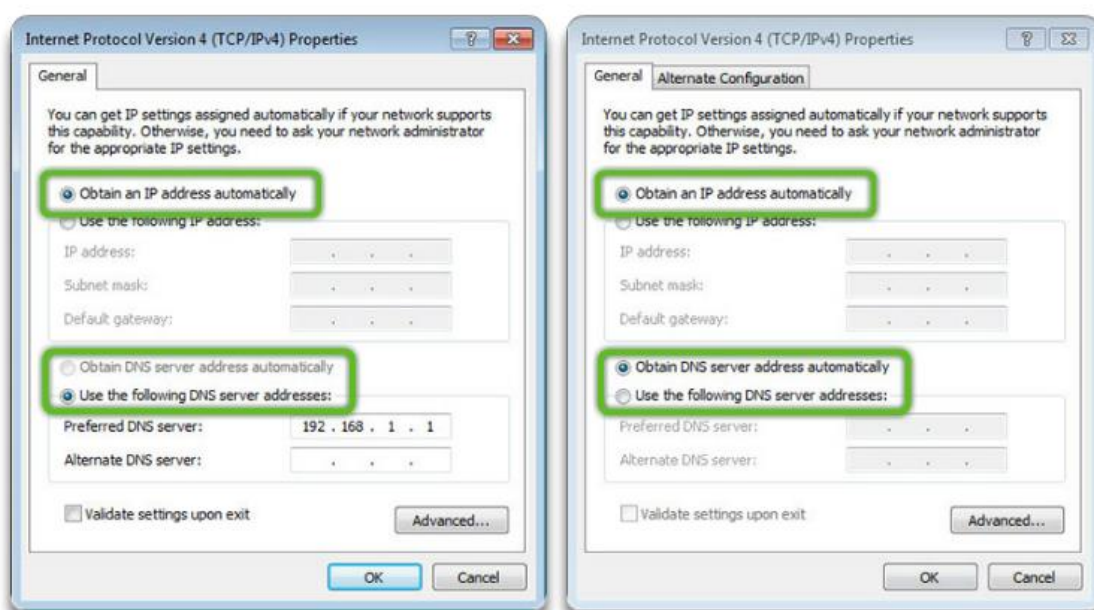 Internet Protocol Version 4 (TCP/IPv4) Properties
General
You can get IP settings assigned automatically if your network supports
this capability. Otherwise, you need to ask your network administrator
for the appropriate IP settings.
Obtain an IP address automatically
Use the following IP address:
IP address:
Subnet mask:
Default gateway:
Obtain DNS server address automatically
Use the following DNS server addresses:
Preferred DNS server: 192 . 168 . 1 . 1
Alternate DNS server:
Validate settings upon exit
Advanced...
OK Cancel
Internet Protocol Version 4 (TCP/IPv4) Properties
General Alternate Configuration
You can get IP settings assigned automatically if your network supports
this capability. Otherwise, you need to ask your network administrator
for the appropriate IP settings.
Obtain an IP address automatically
Use the following IP address:
IP address:
Subnet mask:
Default gateway:
Obtain DNS server address automatically
Use the following DNS server addresses:
Preferred DNS server:
Alternate DNS server:
Validate settings upon exit
Advanced...
OK Cancel